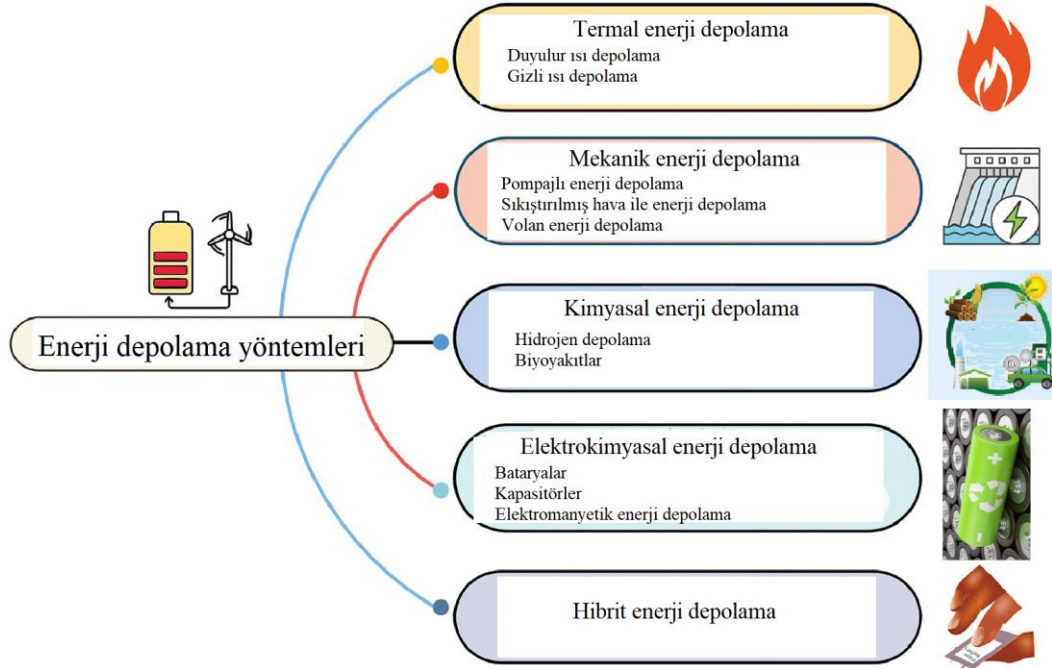 Termal enerji depolama
Duyulur ısı depolama
Gizli ısı depolama
Mekanik enerji depolama
Pompajlı enerji depolama
Sıkıştırılmış hava ile enerji depolama
Volan enerji depolama
Enerji depolama yöntemleri
Kimyasal enerji depolama
Hidrojen depolama
Biyoyakıtlar
Elektrokimyasal enerji depolama
Bataryalar
Kapasitörler
Elektromanyetik enerji depolama
Hibrit enerji depolama